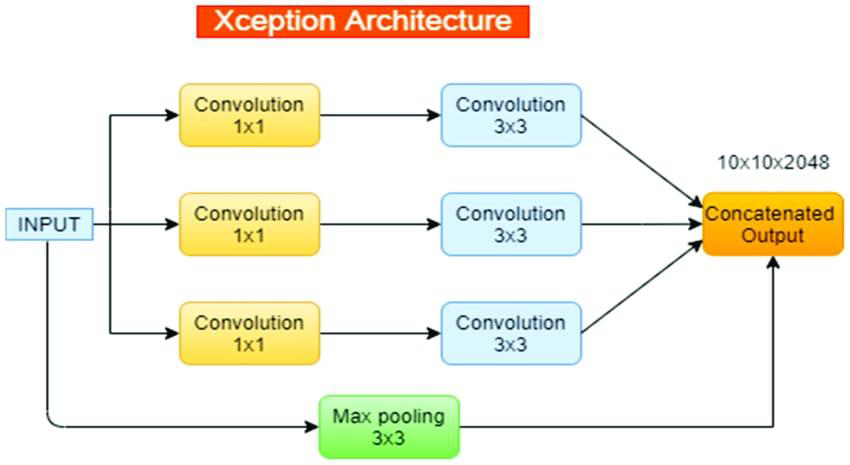 Xception Architecture
Convolution
1x1
Convolution
3x3
10x10x2048
INPUT
Convolution
1x1
Convolution
3x3
Concatenated
Output
Convolution
1x1
Convolution
3x3
Max pooling
3x3